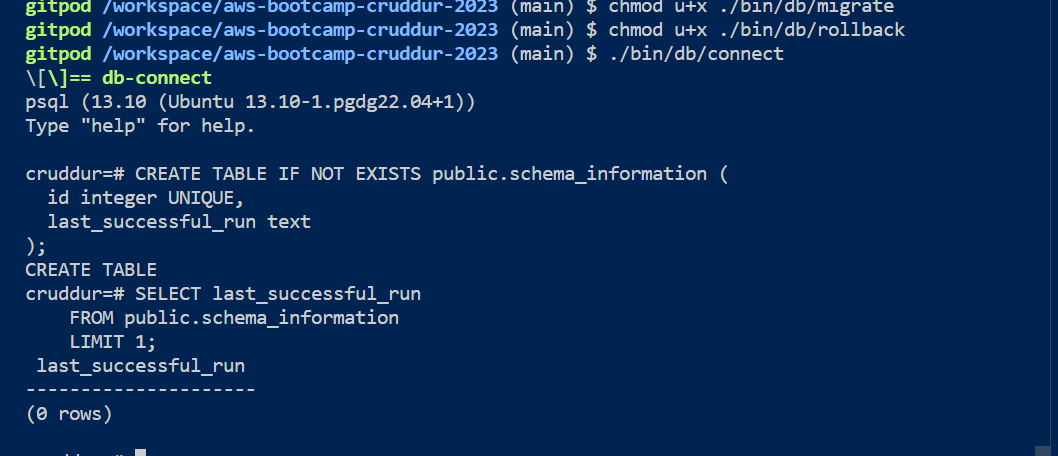 gitpod /workspace/aws-bootcamp-cruddur-2023 (main) $ chmod u+x ./bin/db/migrate
gitpod /workspace/aws-bootcamp-cruddur-2023 (main) $ chmod u+x ./bin/db/rollback
gitpod /workspace/aws-bootcamp-cruddur-2023 (main) $ ./bin/db/connect
\[\]== db-connect
psql (13.10 (Ubuntu 13.10-1.pgdg22.04+1))
Type "help" for help.
cruddur=# CREATE TABLE IF NOT EXISTS public.schema_information (
  id integer UNIQUE,
  last_successful_run text
);
CREATE TABLE
cruddur=# SELECT last_successful_run
    FROM public.schema_information
    LIMIT 1;
 last_successful_run
---------------------
(0 rows)